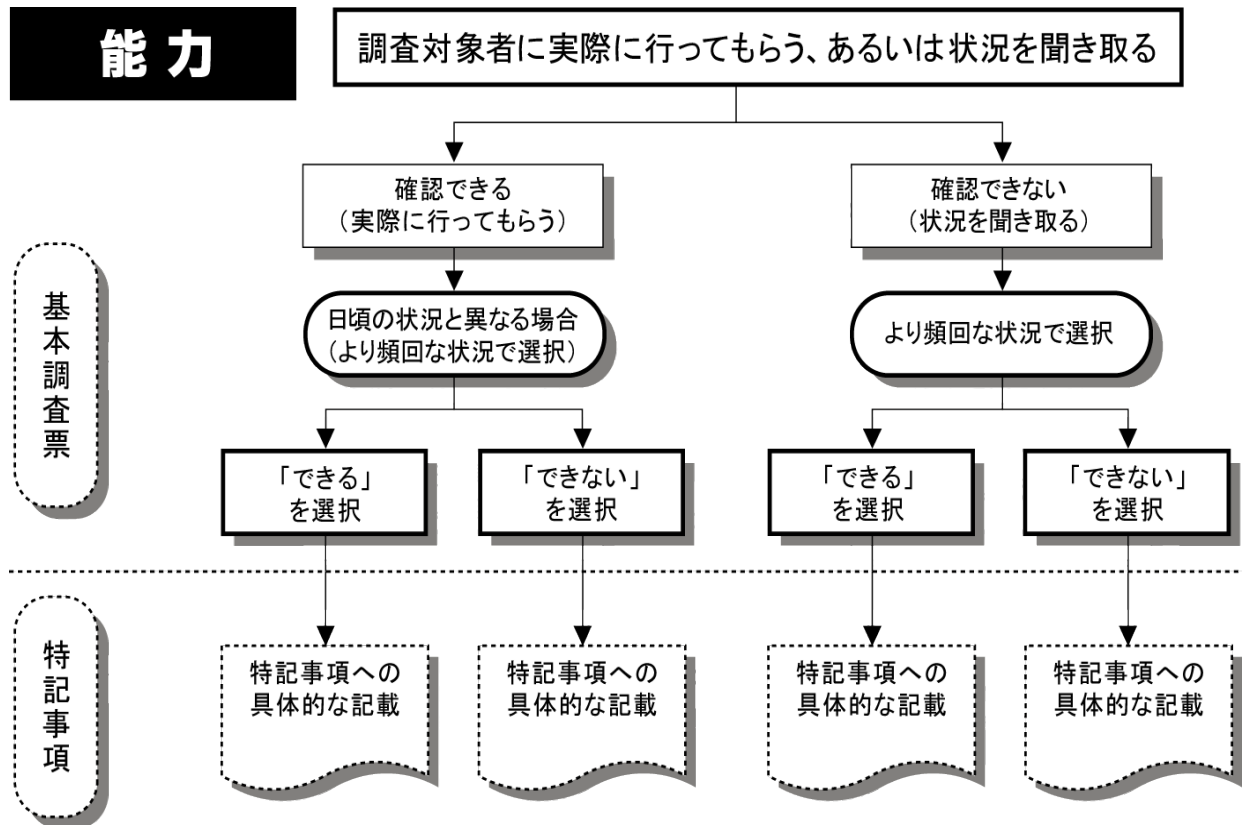 能力
調査対象者に実際に行ってもらう、あるいは状況を聞き取る
確認できる
（実際に行ってもらう）
確認できない
（状況を聞き取る）
基本調査票
日頃の状況と異なる場合
（より頻回な状況で選択）
より頻回な状況で選択
「できる」
を選択
「できない」
を選択
「できる」
を選択
「できない」
を選択
特記事項
特記事項への
具体的な記載
特記事項への
具体的な記載
特記事項への
具体的な記載
特記事項への
具体的な記載